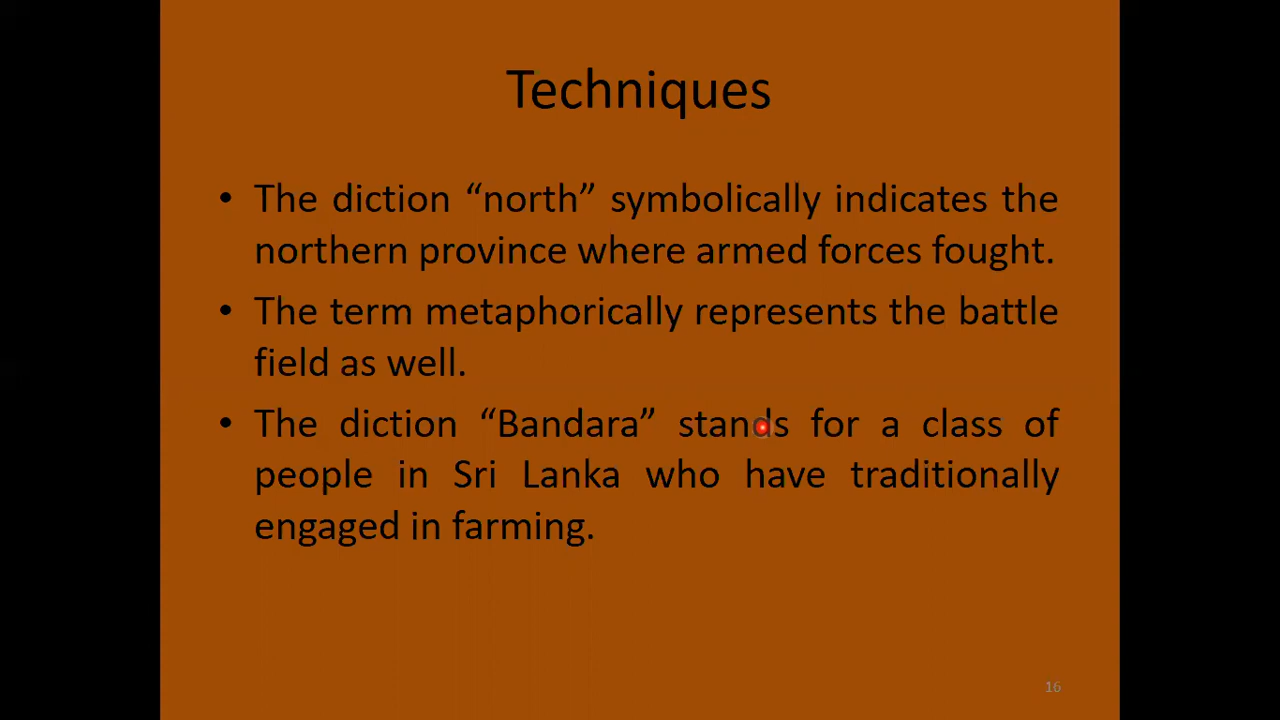 Techniques
• The diction “north” symbolically indicates the
northern province where armed forces fought.
• The term metaphorically represents the battle
field as well.
• The diction “Bandara” stands for a class of
people in Sri Lanka who have traditionally
engaged in farming.
16